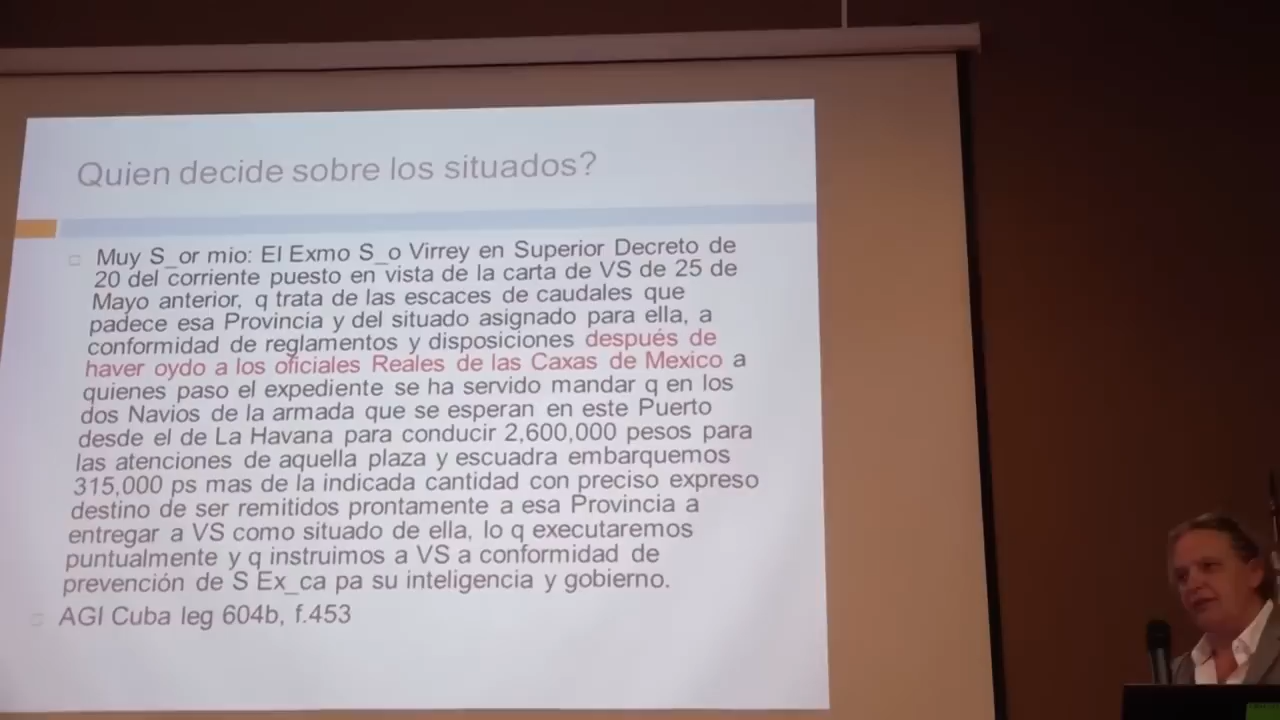 Quien decide sobre los situados?
Muy S_or mio: El Exmo S_o Virrey en Superior Decreto de
20 del corriente puesto en vista de la carta de VS de 25 de
Mayo anterior, q trata de las escaces de caudales que
padece esa Provincia y del situado asignado para ella, a
conformidad de reglamentos y disposiciones después de
haver oydo a los oficiales Reales de las Caxas de Mexico a
quienes paso el expediente se ha servido mandar q en los
dos Navios de la armada que se esperan en este Puerto
desde el de La Havana para conducir 2,600,000 pesos para
las atenciones de aquella plaza y escuadra embarquemos
315,000 ps mas de la indicada cantidad con preciso expreso
destino de ser remitidos prontamente a esa Provincia a
entregar a VS como situado de ella, lo q executaremos
puntualmente y q instruimos a VS a conformidad de
prevención de S Ex_ca pa su inteligencia y gobierno.
AGI Cuba leg 604b, f.453